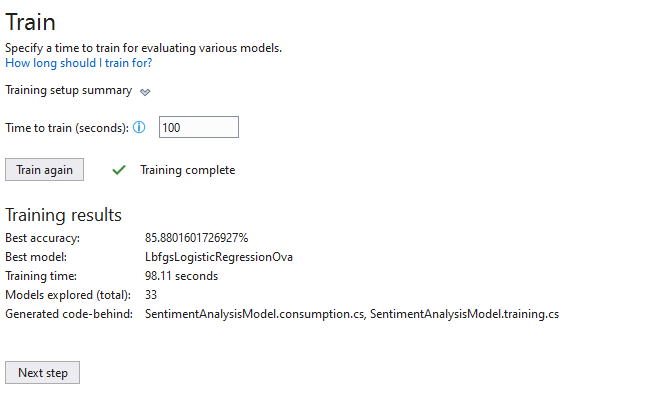 Train
Specify a time to train for evaluating various models.
How long should I train for?
Training setup summary
Time to train (seconds): 100
Train again Training complete
Training results
Best accuracy: 85.8801601726927%
Best model: LbfgsLogisticRegressionOva
Training time: 98.11 seconds
Models explored (total): 33
Generated code-behind: SentimentAnalysisModel.consumption.cs, SentimentAnalysisModel.training.cs
Next step